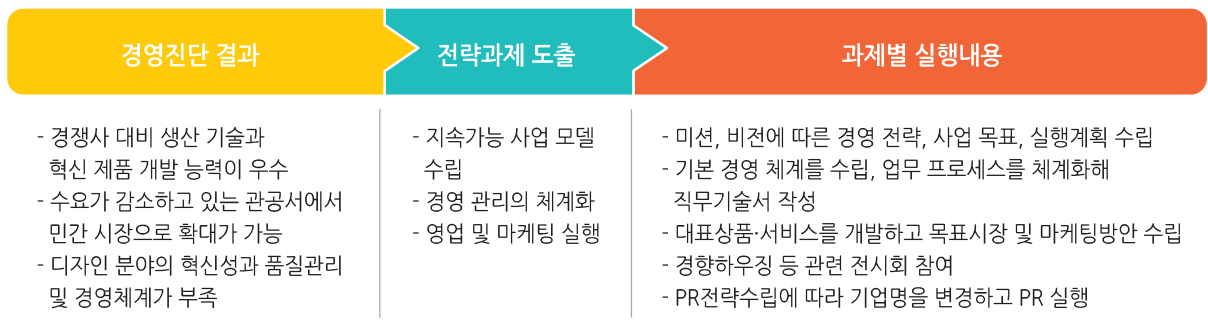 경영진단 결과
전략과제 도출
과제별 실행내용
- 경쟁사 대비 생산 기술과
혁신 제품 개발 능력이 우수
- 수요가 감소하고 있는 관공서에서
민간 시장으로 확대가 가능
- 디자인 분야의 혁신성과 품질관리
및 경영체계가 부족
- 지속가능 사업 모델
수립
- 경영 관리의 체계화
- 영업 및 마케팅 실행
- 미션, 비전에 따른 경영 전략, 사업 목표, 실행계획 수립
- 기본 경영 체계를 수립, 업무 프로세스를 체계화해
직무기술서 작성
- 대표상품·서비스를 개발하고 목표시장 및 마케팅방안 수립
- 경향하우징 등 관련 전시회 참여
- PR전략수립에 따라 기업명을 변경하고 PR 실행